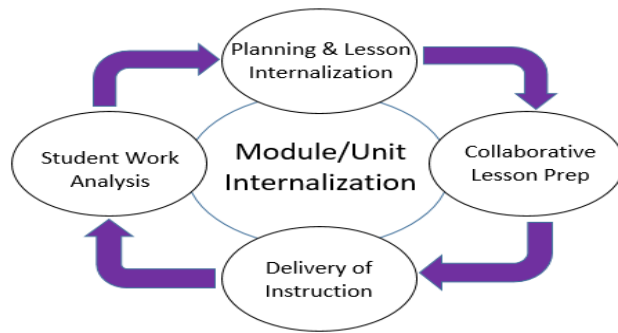 Planning & Lesson
Internalization
Student Work
Analysis
Module/Unit
Internalization
Collaborative
Lesson Prep
Delivery of
Instruction